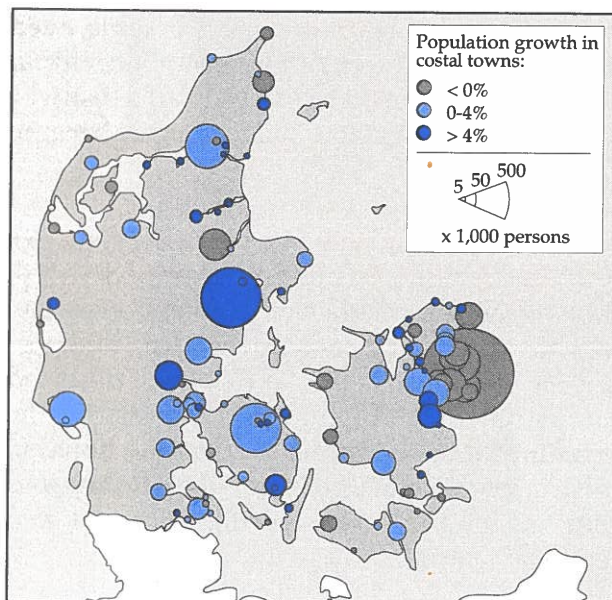 Population growth in
costal towns:
< 0%
0-4%
> 4%
5 50 500
x 1,000 persons